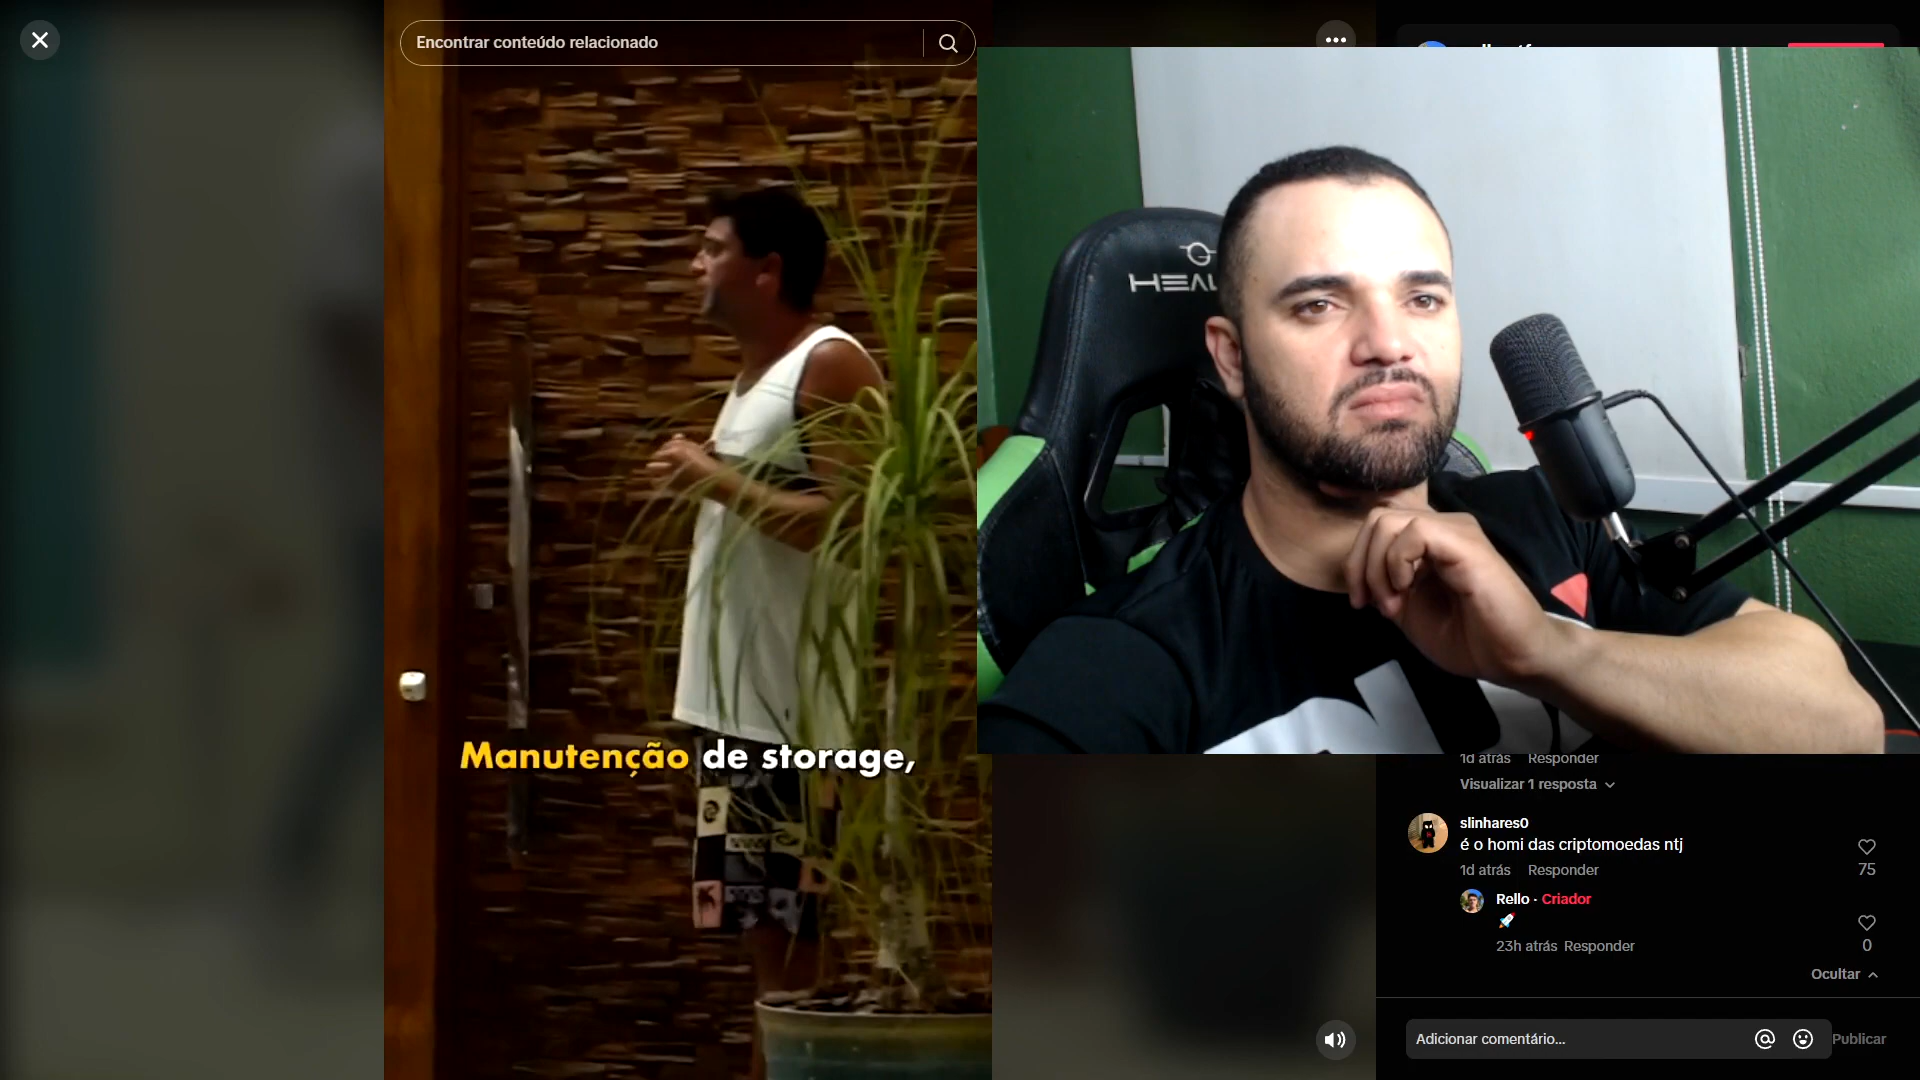 Encontrar conteúdo relacionado
Manutenção de storage,
1d atrás Responder
Visualizar 1 resposta
slinhares0
é o homi das criptomoedas ntj
1d atrás Responder
75
Rello · Criador
23h atrás Responder
0
Ocultar
Adicionar comentário...
Publicar